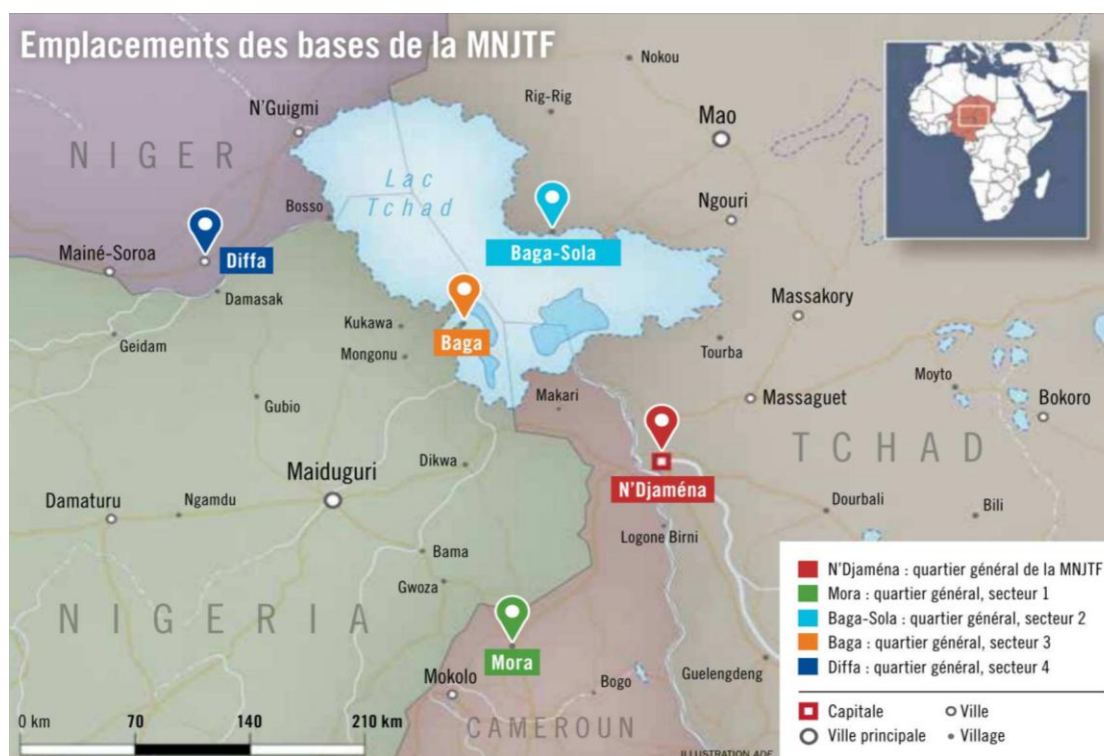 Emplacements des bases de la MNJTF
Nokou
Rig-Rig
N'Guigmi
Mao
NIGER
Lac
Tchad
Ngouri
Bosso
Mainé-Soroa
Diffa
Baga-Sola
Damasak
Massakory
Kukawa
Baga
Geidam
Mongonu
Tourba
Moyto
Gubio
Makari
Massaguet
Bokoro
TCHAD
Maiduguri
Dikwa
N'Djaména
Damaturu
Ngamdu
Dourbali
Bili
Logone Birni
Bama
Gwoza
NIGERIA
Mora
Mokolo
Bogo
Guelengdeng
CAMEROUN
0 km
70
140
210 km
N'Djaména : quartier général de la MNJTF
Mora : quartier général, secteur 1
Baga-Sola : quartier général, secteur 2
Baga : quartier général, secteur 3
Diffa : quartier général, secteur 4
Capitale
Ville
Ville principale
Village
ILLUSTRATION ADF